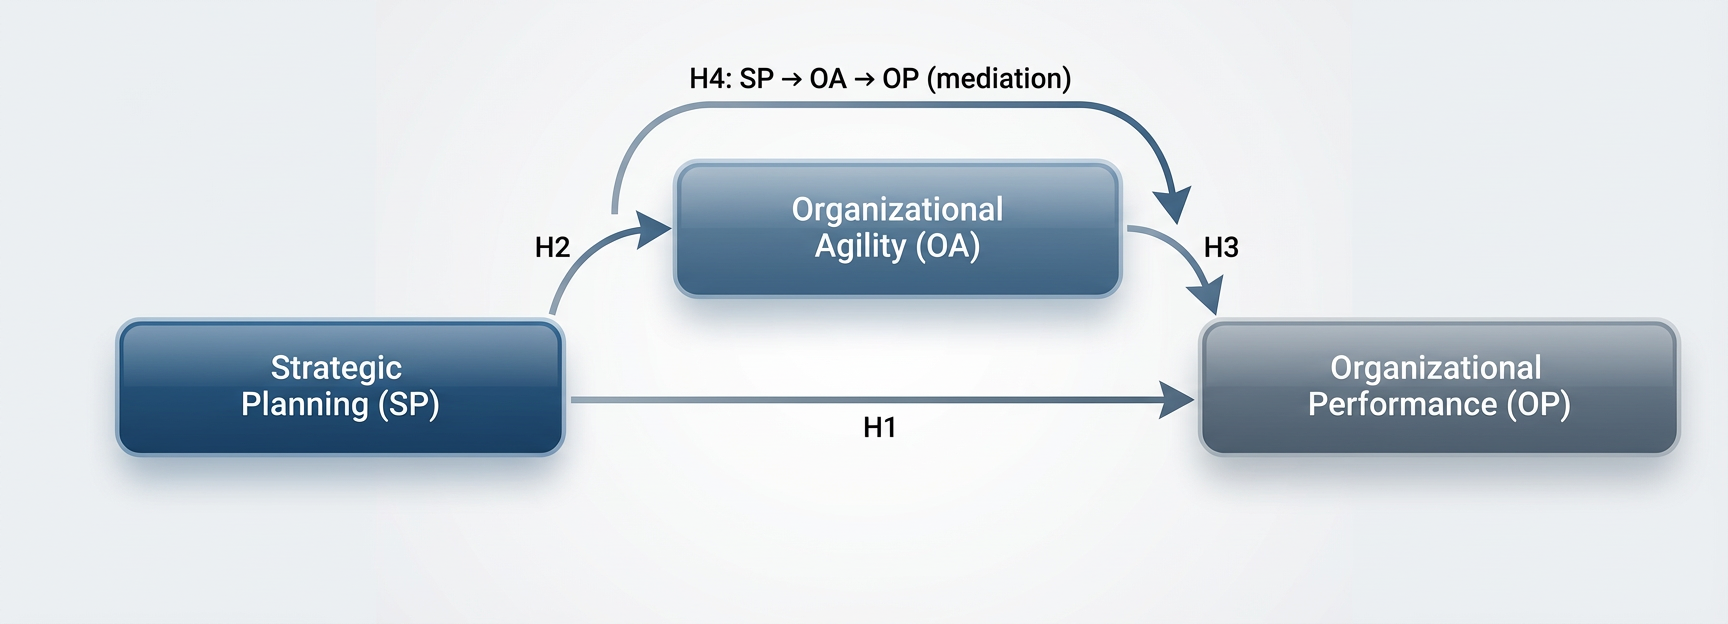 H4: SP → OA → OP (mediation)
Organizational
Agility (OA)
H2
H3
Strategic
Planning (SP)
Organizational
Performance (OP)
H1